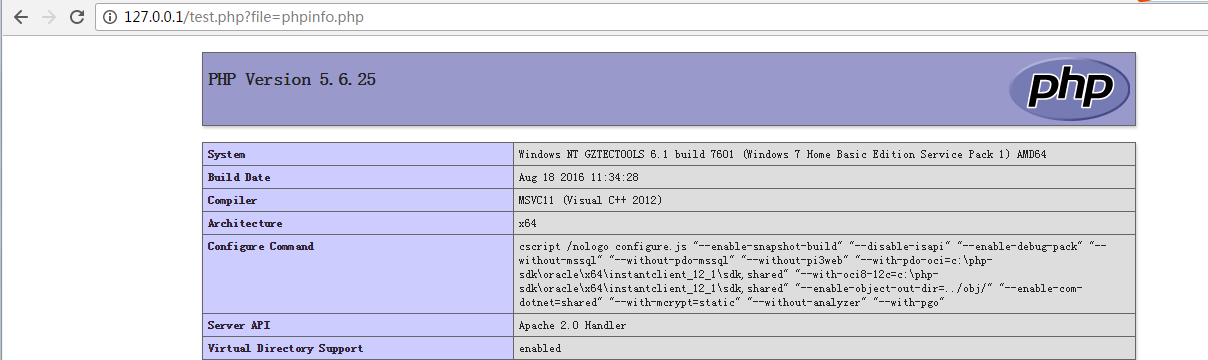 127.0.0.1/test.php?file=phpinfo.php
PHP Version 5.6.25
php
System
Windows NT GZTECTOOLS 6.1 build 7601 (Windows 7 Home Basic Edition Service Pack 1) AMD64
Build Date
Aug 18 2016 11:34:28
Compiler
MSVC11 (Visual C++ 2012)
Architecture
x64
Configure Command
cscript /nologo configure.js "--enable-snapshot-build" "--disable-isapi" "--enable-debug-pack" "--
without-mssql" "--without-pdo-mssql" "--without-pi3web" "--with-pdo-oci=c:\php-
sdk\oracle\x64\instantclient_12_1\sdk,shared" "--with-oci8-12c=c:\php-
sdk\oracle\x64\instantclient_12_1\sdk,shared" "--enable-object-out-dir=../obj/" "--enable-com-
dotnet=shared" "--with-mcrypt=static" "--without-analyzer" "--with-pgo"
Server API
Apache 2.0 Handler
Virtual Directory Support
enabled